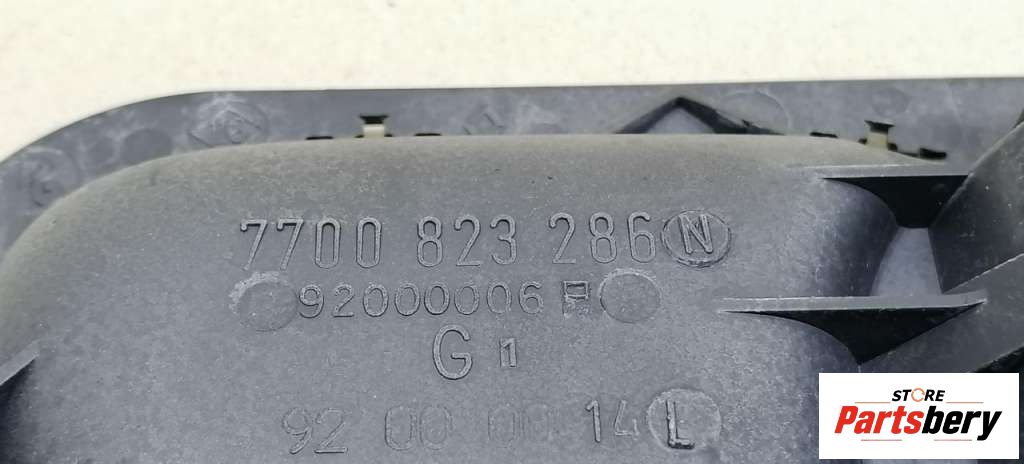 7700 823 286 N
92000006
G 1
92 00 00 14 L
STORE
Partsbery